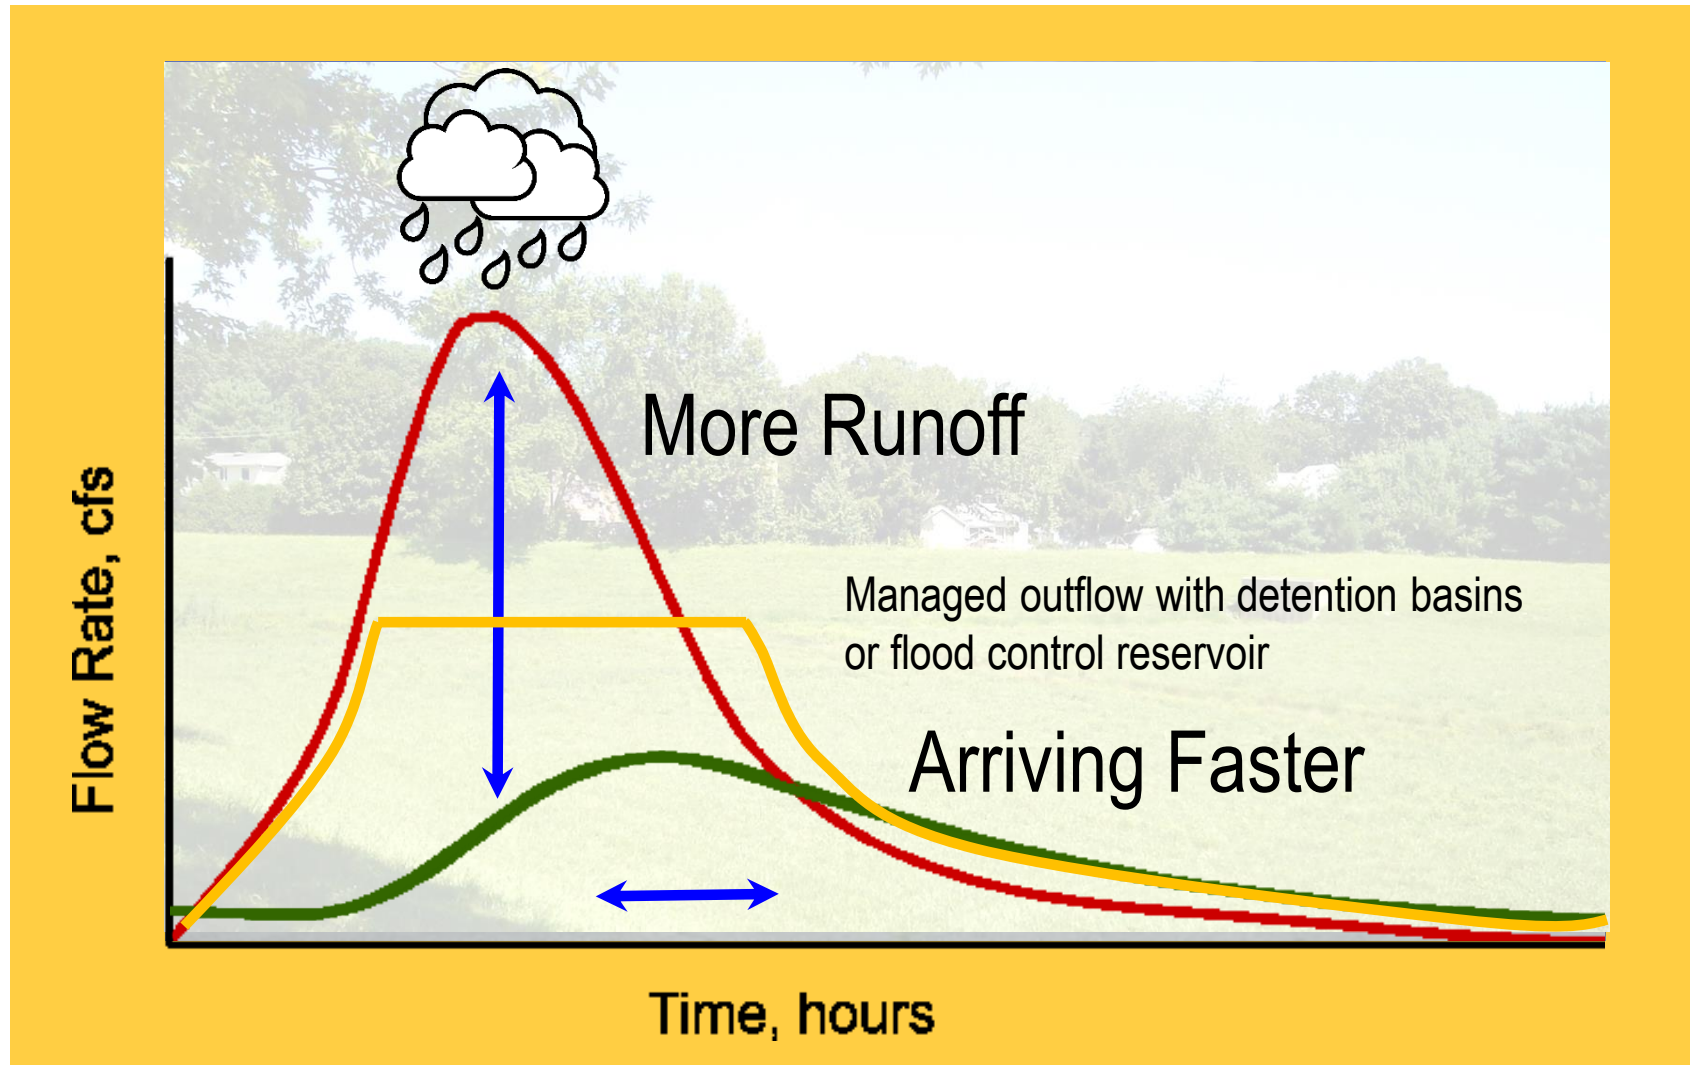 More Runoff
Flow Rate, cfs
Managed outflow with detention basins
or flood control reservoir
Arriving Faster
Time, hours